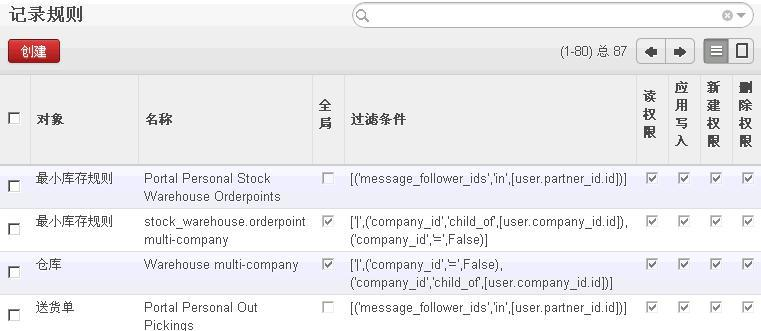 记录规则
创建
(1-80) 总 87
对象 名称 全局 过滤条件 读权限 应用写入 新建权限 删除权限
最小库存规则 Portal Personal Stock [('message_follower_ids','in',[user.partner_id.id])]
Warehouse Orderpoints
最小库存规则 stock_warehouse.orderpoint ['|',('company_id','child_of',[user.company_id.id]),
multi-company ('company_id','=',False)]
仓库 Warehouse multi-company ['|',('company_id','=',False),
('company_id','child_of',[user.company_id.id])]
送货单 Portal Personal Out [('message_follower_ids','in',[user.partner_id.id])]
Pickings